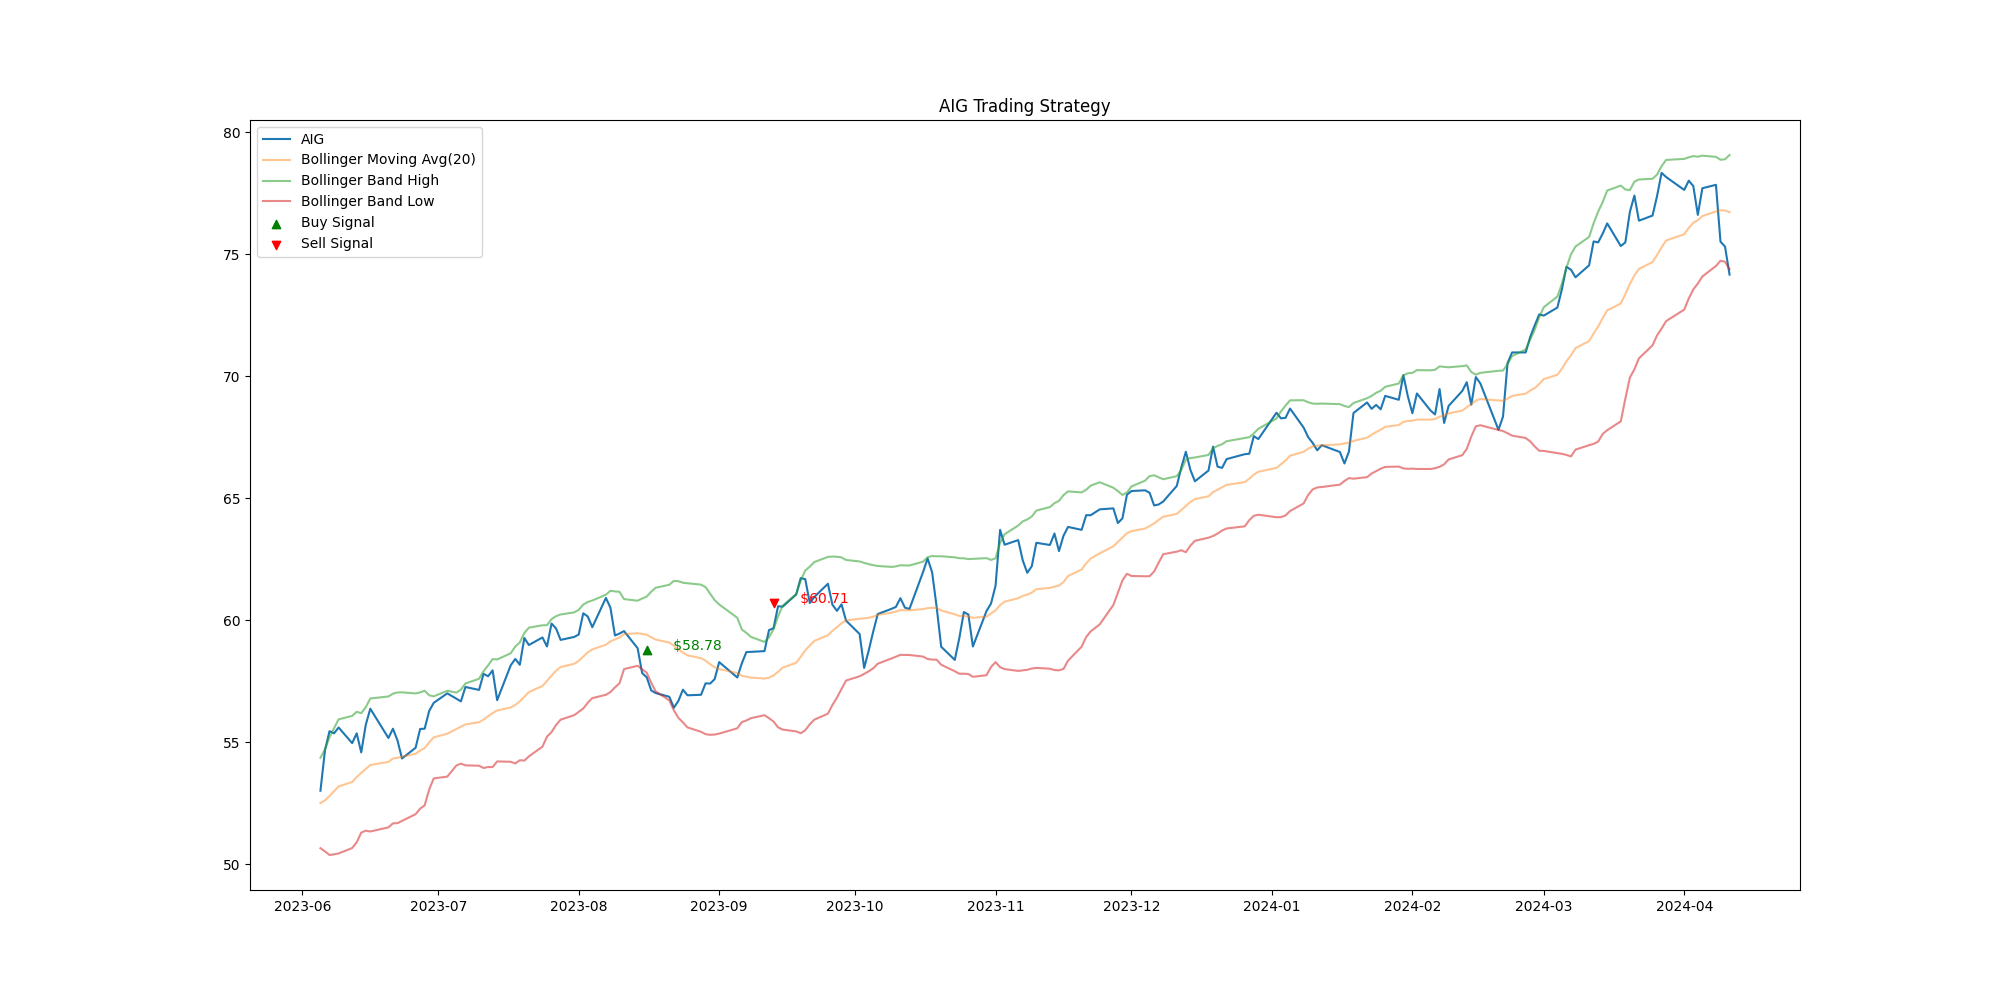 AIG Trading Strategy
80
75
70
65
60
55
50
AIG
Bollinger Moving Avg(20)
Bollinger Band High
Bollinger Band Low
Buy Signal
Sell Signal
$60.71
$58.78
2023-06 2023-07 2023-08 2023-09 2023-10 2023-11 2023-12 2024-01 2024-02 2024-03 2024-04